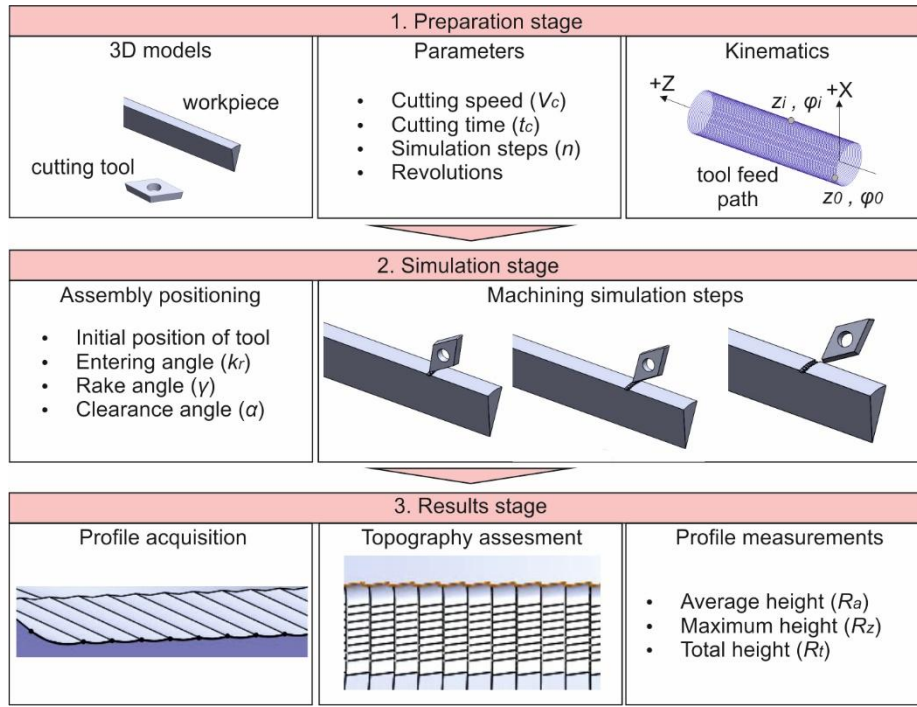 1. Preparation stage
3D models
workpiece
cutting tool
Parameters
• Cutting speed (Vc)
• Cutting time (tc)
• Simulation steps (n)
• Revolutions
Kinematics
+Z
zi , φi
+X
tool feed
path
z0 , φ0
2. Simulation stage
Assembly positioning
• Initial position of tool
• Entering angle (kr)
• Rake angle (γ)
• Clearance angle (α)
Machining simulation steps
3. Results stage
Profile acquisition
Topography assesment
Profile measurements
• Average height (Ra)
• Maximum height (Rz)
• Total height (Rt)